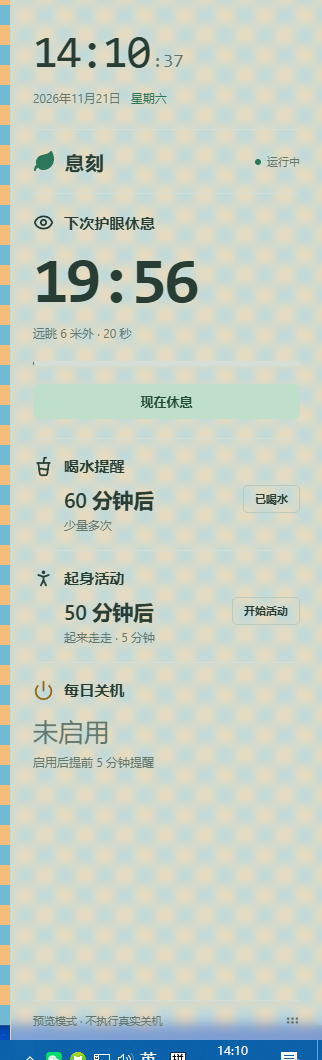 14:10:37
2026年11月21日 星期六
息刻
运行中
下次护眼休息
19:56
远眺 6 米外 · 20 秒
现在休息
喝水提醒
60 分钟后
已喝水
少量多次
起身活动
50 分钟后
开始活动
起来走走 · 5 分钟
每日关机
未启用
启用后提前 5 分钟提醒
预览模式 · 不执行真实关机
英 拼 14:10